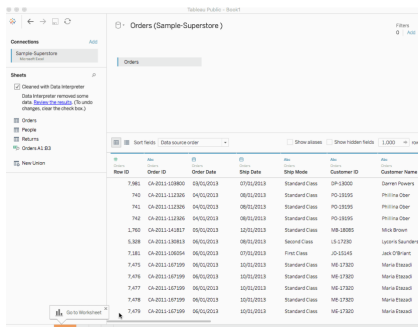 Tableau Public - Book1
Connections Add
Sample-Superstore
Microsoft Excel
Sheets
Cleaned with Data Interpreter
Data Interpreter removed some
data. Review the results. (To undo
changes, clear the check box.)
Orders
People
Returns
Orders A1:B3
New Union
Orders (Sample-Superstore )
Filters
0 Add
Orders
Sort fields Data source order Show aliases Show hidden fields 1,000
Abc Abc Abc Abc
Orders Orders Orders Orders Orders Orders Orders
Row ID Order ID Order Date Ship Date Ship Mode Customer ID Customer Name
7,981 CA-2011-103800 03/01/2013 07/01/2013 Standard Class DP-13000 Darren Powers
740 CA-2011-112326 04/01/2013 08/01/2013 Standard Class PO-19195 Phillina Ober
741 CA-2011-112326 04/01/2013 08/01/2013 Standard Class PO-19195 Phillina Ober
742 CA-2011-112326 04/01/2013 08/01/2013 Standard Class PO-19195 Phillina Ober
1,760 CA-2011-141817 05/01/2013 12/01/2013 Standard Class MB-18085 Mick Brown
5,328 CA-2011-130813 06/01/2013 08/01/2013 Second Class LS-17230 Lycoris Saunders
7,181 CA-2011-106054 06/01/2013 07/01/2013 First Class JO-15145 Jack O'Briant
7,475 CA-2011-167199 06/01/2013 10/01/2013 Standard Class ME-17320 Maria Etezadi
7,476 CA-2011-167199 06/01/2013 10/01/2013 Standard Class ME-17320 Maria Etezadi
7,477 CA-2011-167199 06/01/2013 10/01/2013 Standard Class ME-17320 Maria Etezadi
7,478 CA-2011-167199 06/01/2013 10/01/2013 Standard Class ME-17320 Maria Etezadi
7,479 CA-2011-167199 06/01/2013 10/01/2013 Standard Class ME-17320 Maria Etezadi
Go to Worksheet